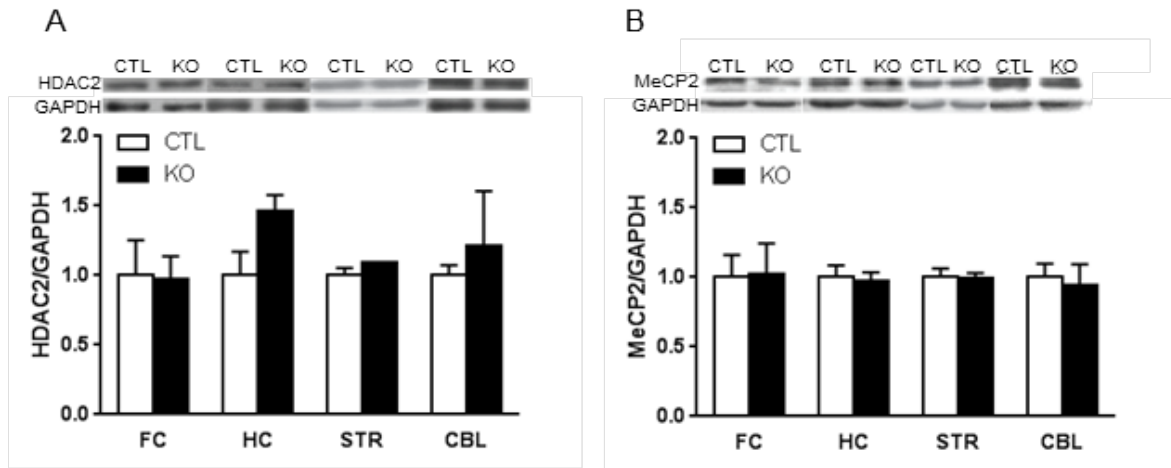 A
CTL KO CTL KO CTL KO CTL KO
HDAC2
GAPDH
2.0
CTL
KO
1.5
1.0
0.5
0.0
HDAC2/GAPDH
FC HC STR CBL
B
CTL KO CTL KO CTL KO CTL KO
MeCP2
GAPDH
2.0
CTL
KO
1.5
1.0
0.5
0.0
MeCP2/GAPDH
FC HC STR CBL